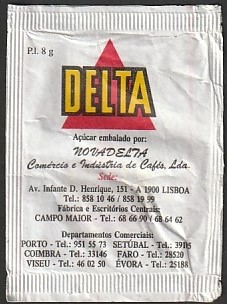 P.l. 8 g
DELTA
Açúcar embalado por:
NOVADELTA
Comércio e Indústria de Cafés, Lda.
Sede:
Av. Infante D. Henrique, 151 - A 1900 LISBOA
Tel.: 858 10 46 / 858 19 99
Fábrica e Escritórios Centrais:
CAMPO MAIOR - Tel.: 68 66 90 / 68 64 62
Departamentos Comerciais:
PORTO - Tel.: 951 55 73 SETÚBAL - Tel.: 39105
COIMBRA - Tel.: 33146 FARO - Tel.: 28520
VISEU - Tel.: 46 02 50 ÉVORA - Tel.: 25188